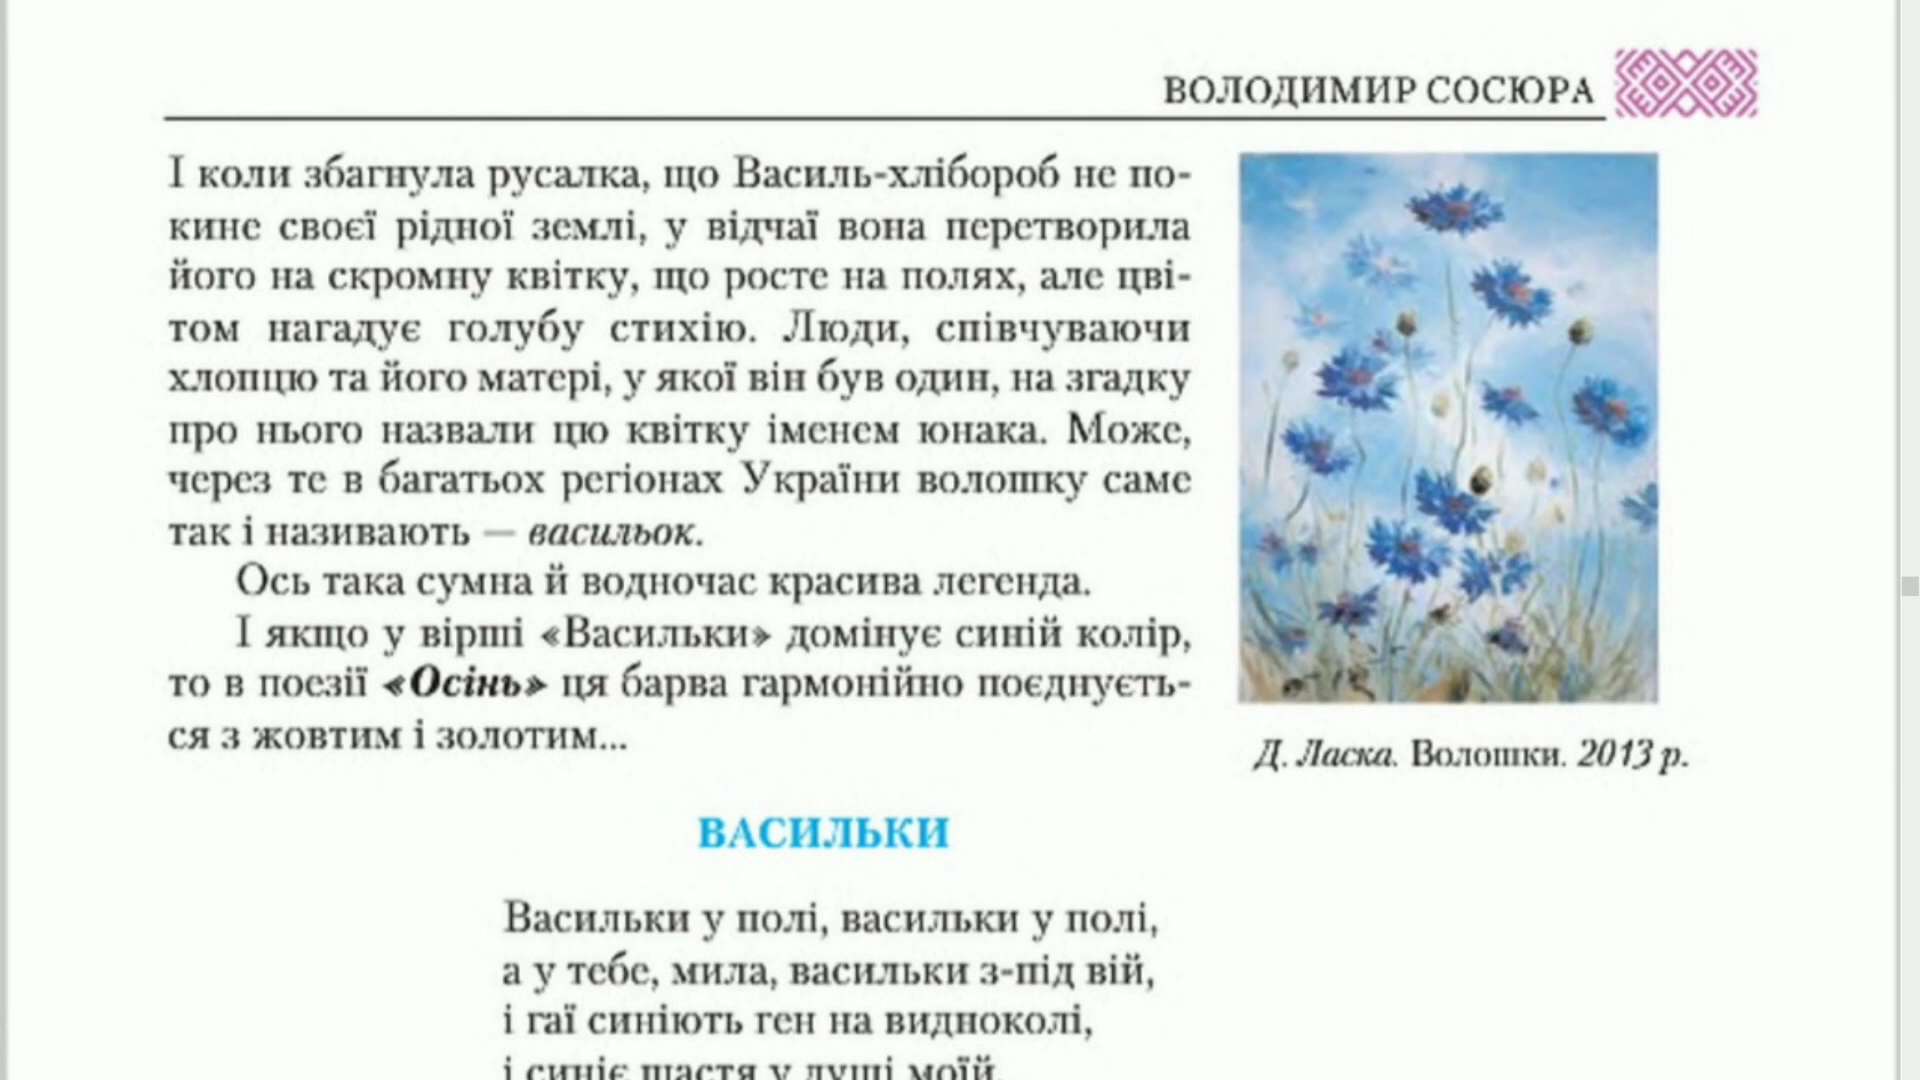 ВОЛОДИМИР СОСЮРА
І коли збагнула русалка, що Василь-хлібороб не по-
кине своєї рідної землі, у відчаї вона перетворила
його на скромну квітку, що росте на полях, але цві-
том нагадує голубу стихію. Люди, співчуваючи
хлопцю та його матері, у якої він був один, на згадку
про нього назвали цю квітку іменем юнака. Може,
через те в багатьох регіонах України волошку саме
так і називають — васильок.
Ось така сумна й водночас красива легенда.
І якщо у вірші «Васильки» домінує синій колір,
то в поезії «Осінь» ця барва гармонійно поєднуєть-
ся з жовтим і золотим...
Д. Ласка. Волошки. 2013 р.
ВАСИЛЬКИ
Васильки у полі, васильки у полі,
а у тебе, мила, васильки з-під вій,
і гаї синіють ген на видноколі,
і синіє щастя у душі моїй.